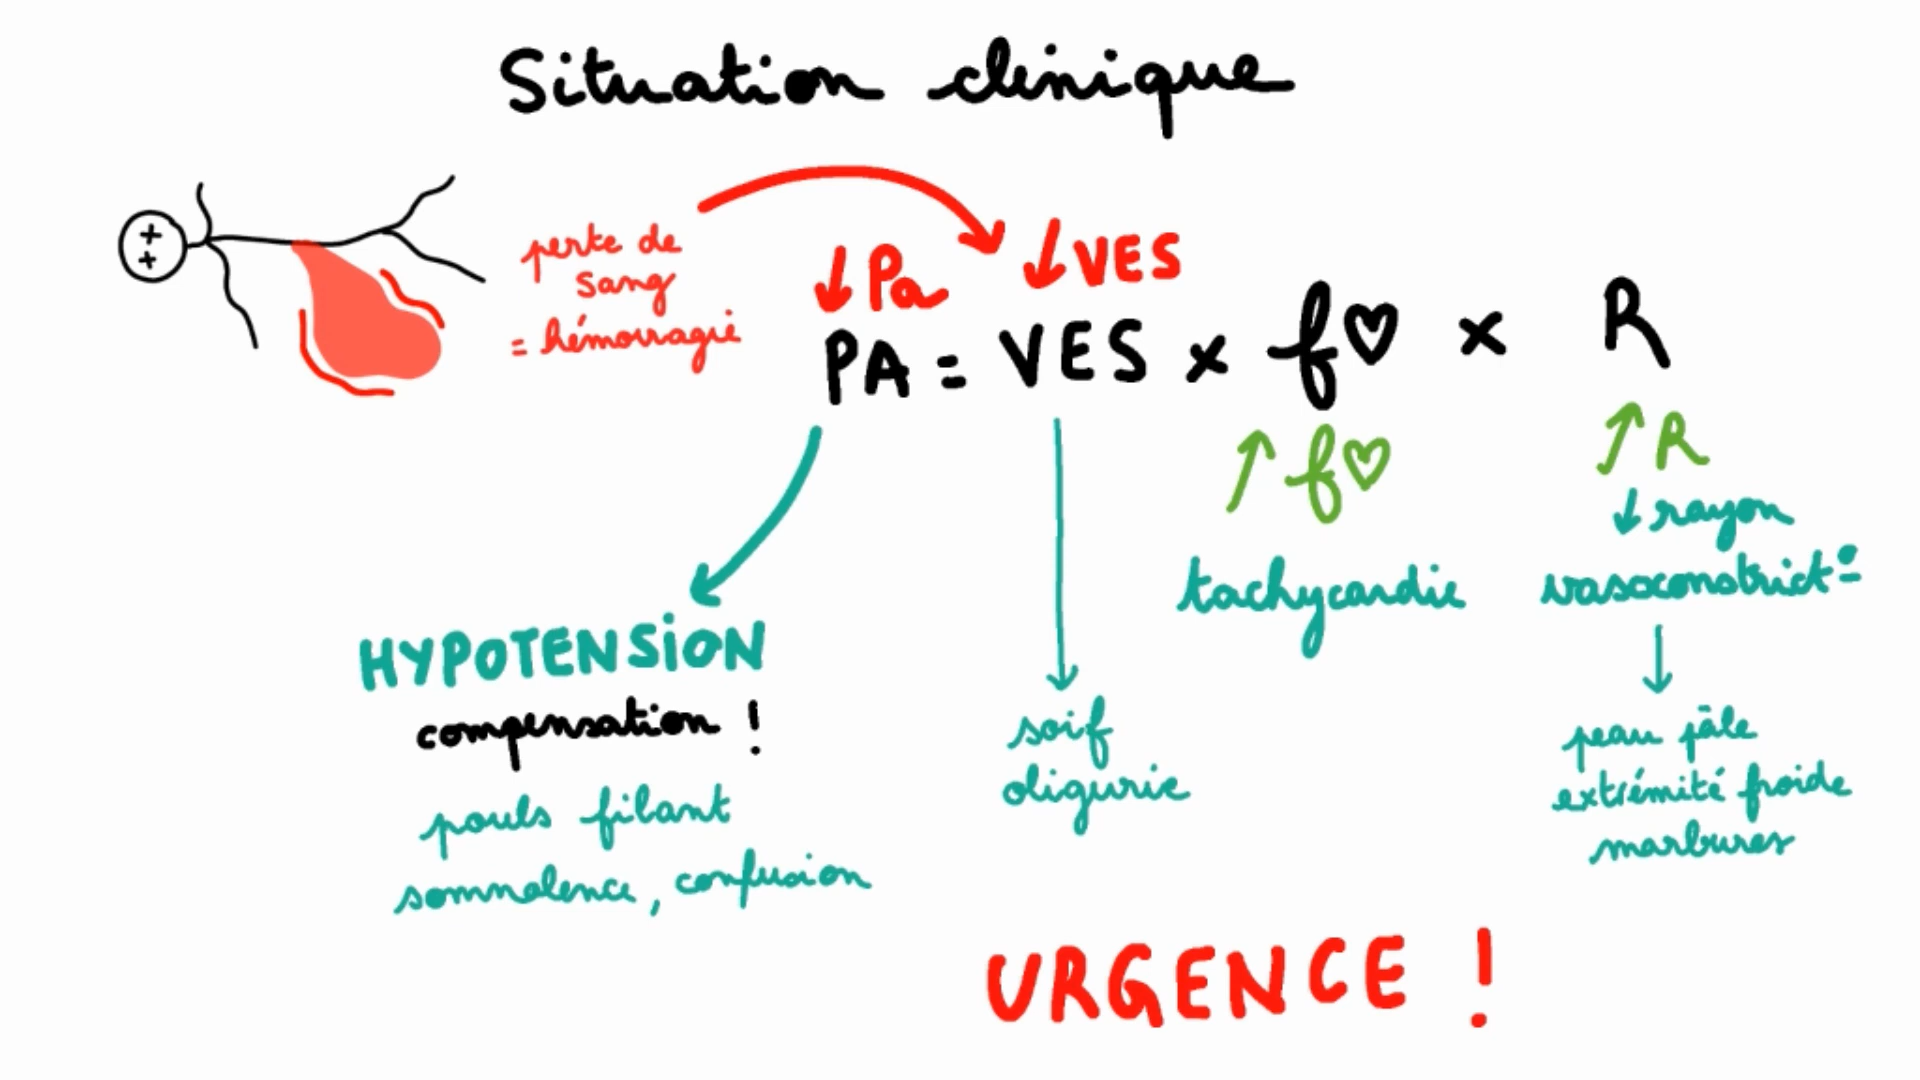 Situation clinique
perte de
sang
= hémorragie
↓ Pa
↓ VES
PA = VES x f♡ x R
↑ f♡
tachycardie
↑ R
↓ rayon
vasoconstrict°
peau pâle
extrémité froide
marbures
soif
oligurie
HYPOTENSiON
compensation !
pouls filant
somnolence, confusion
URGENCE !